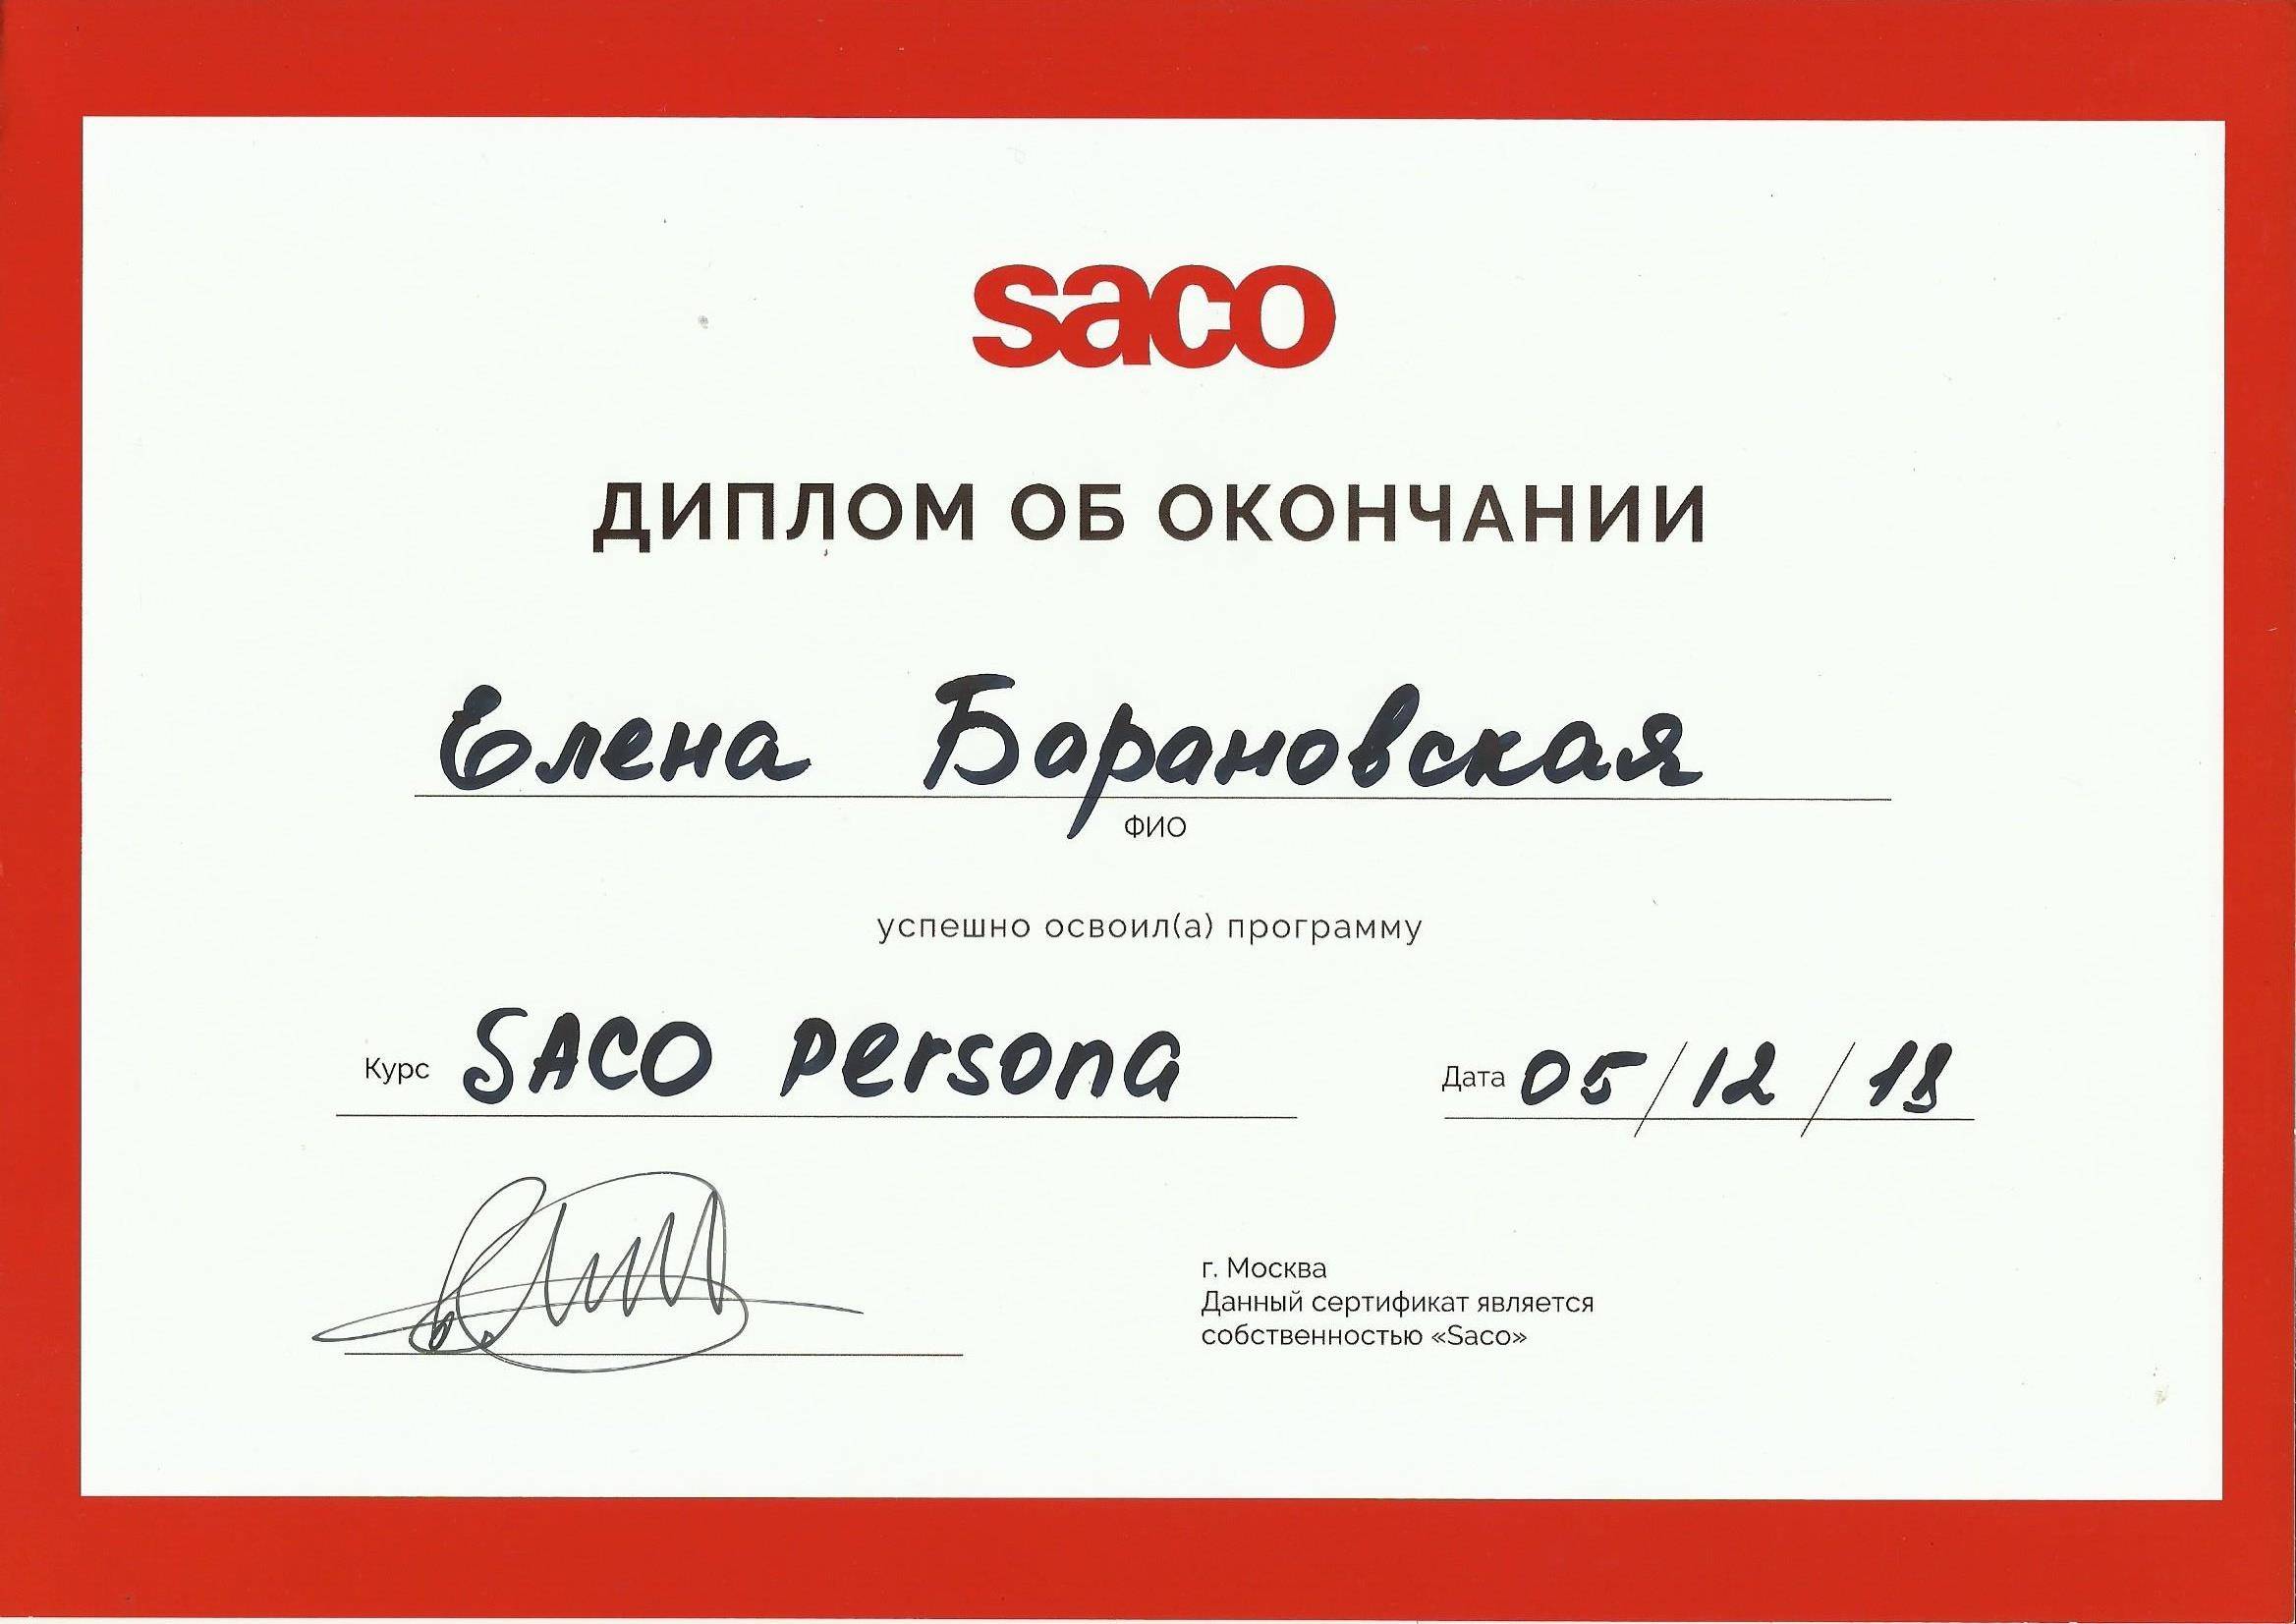 saco
ДИПЛОМ ОБ ОКОНЧАНИИ
Елена Барановская
ФИО
успешно освоил(а) программу
Курс SACO persona
Дата 05/12/18
г. Москва
Данный сертификат является
собственностью «Saco»